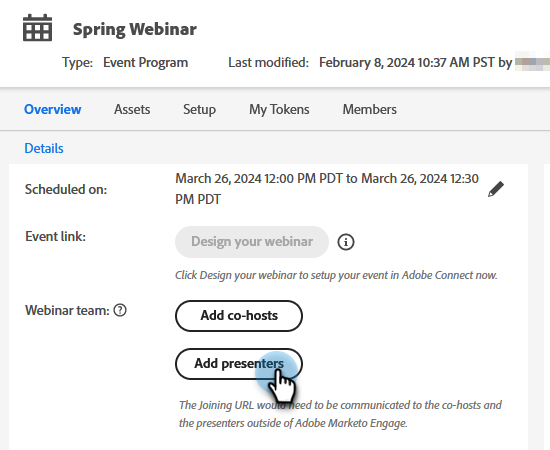 Spring Webinar
Type: Event Program Last modified: February 8, 2024 10:37 AM PST by
Overview Assets Setup My Tokens Members
Details
Scheduled on: March 26, 2024 12:00 PM PDT to March 26, 2024 12:30
PM PDT
Event link: Design your webinar
Click Design your webinar to setup your event in Adobe Connect now.
Webinar team: Add co-hosts
Add presenters
The Joining URL would need to be communicated to the co-hosts and
the presenters outside of Adobe Marketo Engage.